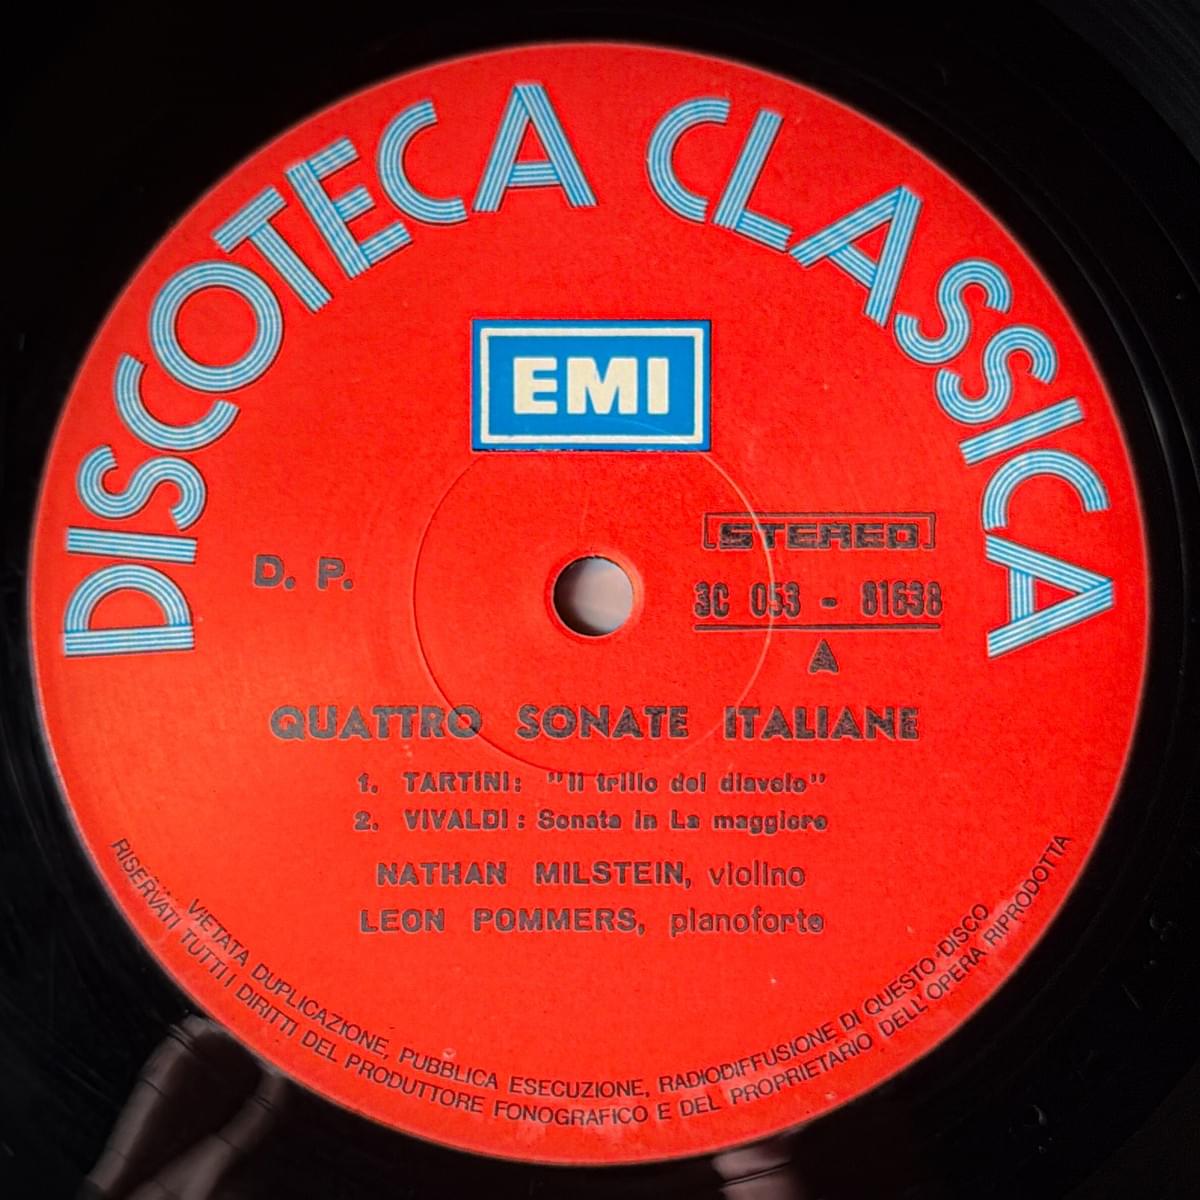 DISCOTECA CLASSICA
EMI
STEREO
D. P.
3C 053 - 81638
A
QUATTRO SONATE ITALIANE
1. TARTINI: "Il trillo del diavolo"
2. VIVALDI: Sonata in La maggiore
NATHAN MILSTEIN, violino
LEON POMMERS, pianoforte
VIETATA DUPLICAZIONE, PUBBLICA ESECUZIONE, RADIODIFFUSIONE DI QUESTO DISCO
RISERVATI TUTTI I DIRITTI DEL PRODUTTORE FONOGRAFICO E DEL PROPRIETARIO DELL'OPERA RIPRODOTTA